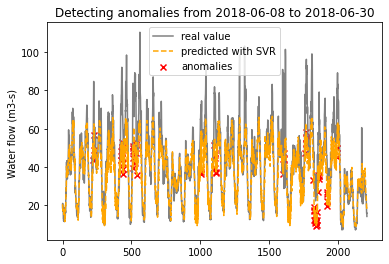 Detecting anomalies from 2018-06-08 to 2018-06-30
real value
predicted with SVR
anomalies
Water flow (m3-s)
100
80
60
40
20
0
500
1000
1500
2000